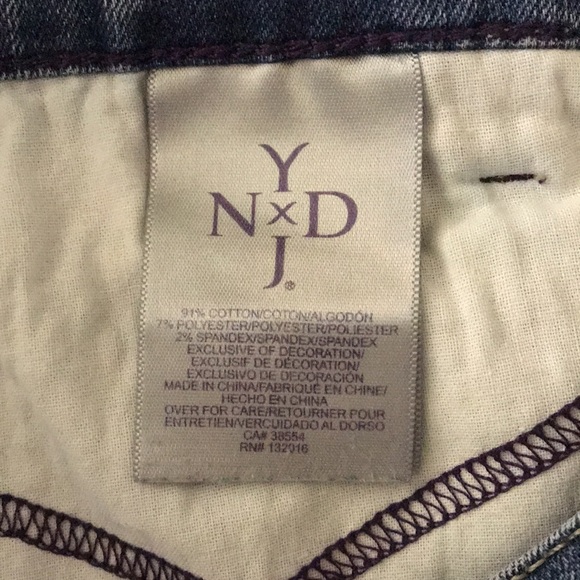 Y
N x D
J®
91% COTTON/COTON/ALGODÓN
7% POLYESTER/POLYESTER/POLIESTER
2% SPANDEX/SPANDEX/SPANDEX
EXCLUSIVE OF DECORATION/
EXCLUSIF DE DÉCORATION/
EXCLUSIVO DE DECORACIÓN
MADE IN CHINA/FABRIQUÉ EN CHINE/
HECHO EN CHINA
OVER FOR CARE/RETOURNER POUR
ENTRETIEN/VERCUIDADO AL DORSO
CA# 38554
RN# 132016